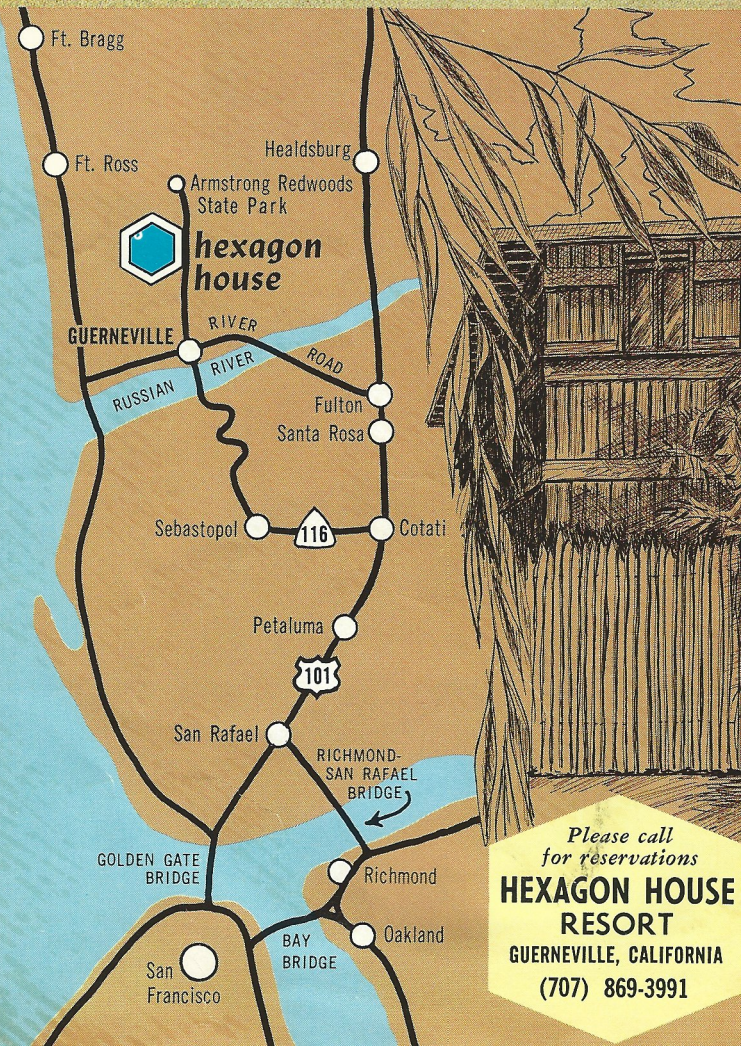 Ft. Bragg
Ft. Ross
Healdsburg
Armstrong Redwoods
State Park
hexagon
house
GUERNEVILLE
RIVER
ROAD
RUSSIAN
RIVER
Fulton
Santa Rosa
Sebastopol
116
Cotati
Petaluma
101
San Rafael
RICHMOND-
SAN RAFAEL
BRIDGE
GOLDEN GATE
BRIDGE
Richmond
Oakland
BAY
BRIDGE
San
Francisco
Please call
for reservations
HEXAGON HOUSE
RESORT
GUERNEVILLE, CALIFORNIA
(707) 869-3991